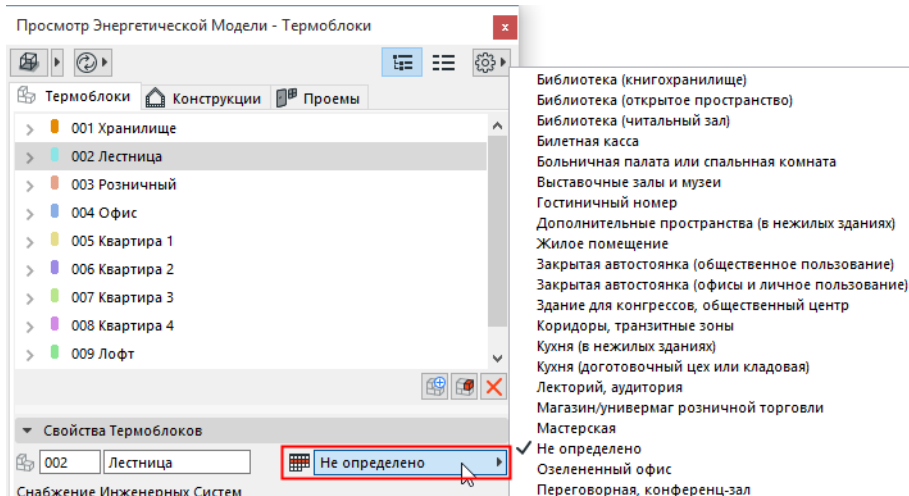 Просмотр Энергетической Модели - Термоблоки
Термоблоки Конструкции Проемы
001 Хранилище
002 Лестница
003 Розничный
004 Офис
005 Квартира 1
006 Квартира 2
007 Квартира 3
008 Квартира 4
009 Лофт
Свойства Термоблоков
002 Лестница Не определено
Снабжение Инженерных Систем
Библиотека (книгохранилище)
Библиотека (открытое пространство)
Библиотека (читальный зал)
Билетная касса
Больничная палата или спальнная комната
Выставочные залы и музеи
Гостиничный номер
Дополнительные пространства (в нежилых зданиях)
Жилое помещение
Закрытая автостоянка (общественное пользование)
Закрытая автостоянка (офисы и личное пользование)
Здание для конгрессов, общественный центр
Коридоры, транзитные зоны
Кухня (в нежилых зданиях)
Кухня (доготовочный цех или кладовая)
Лекторий, аудитория
Магазин/универмаг розничной торговли
Мастерская
Не определено
Озелененный офис
Переговорная, конференц-зал